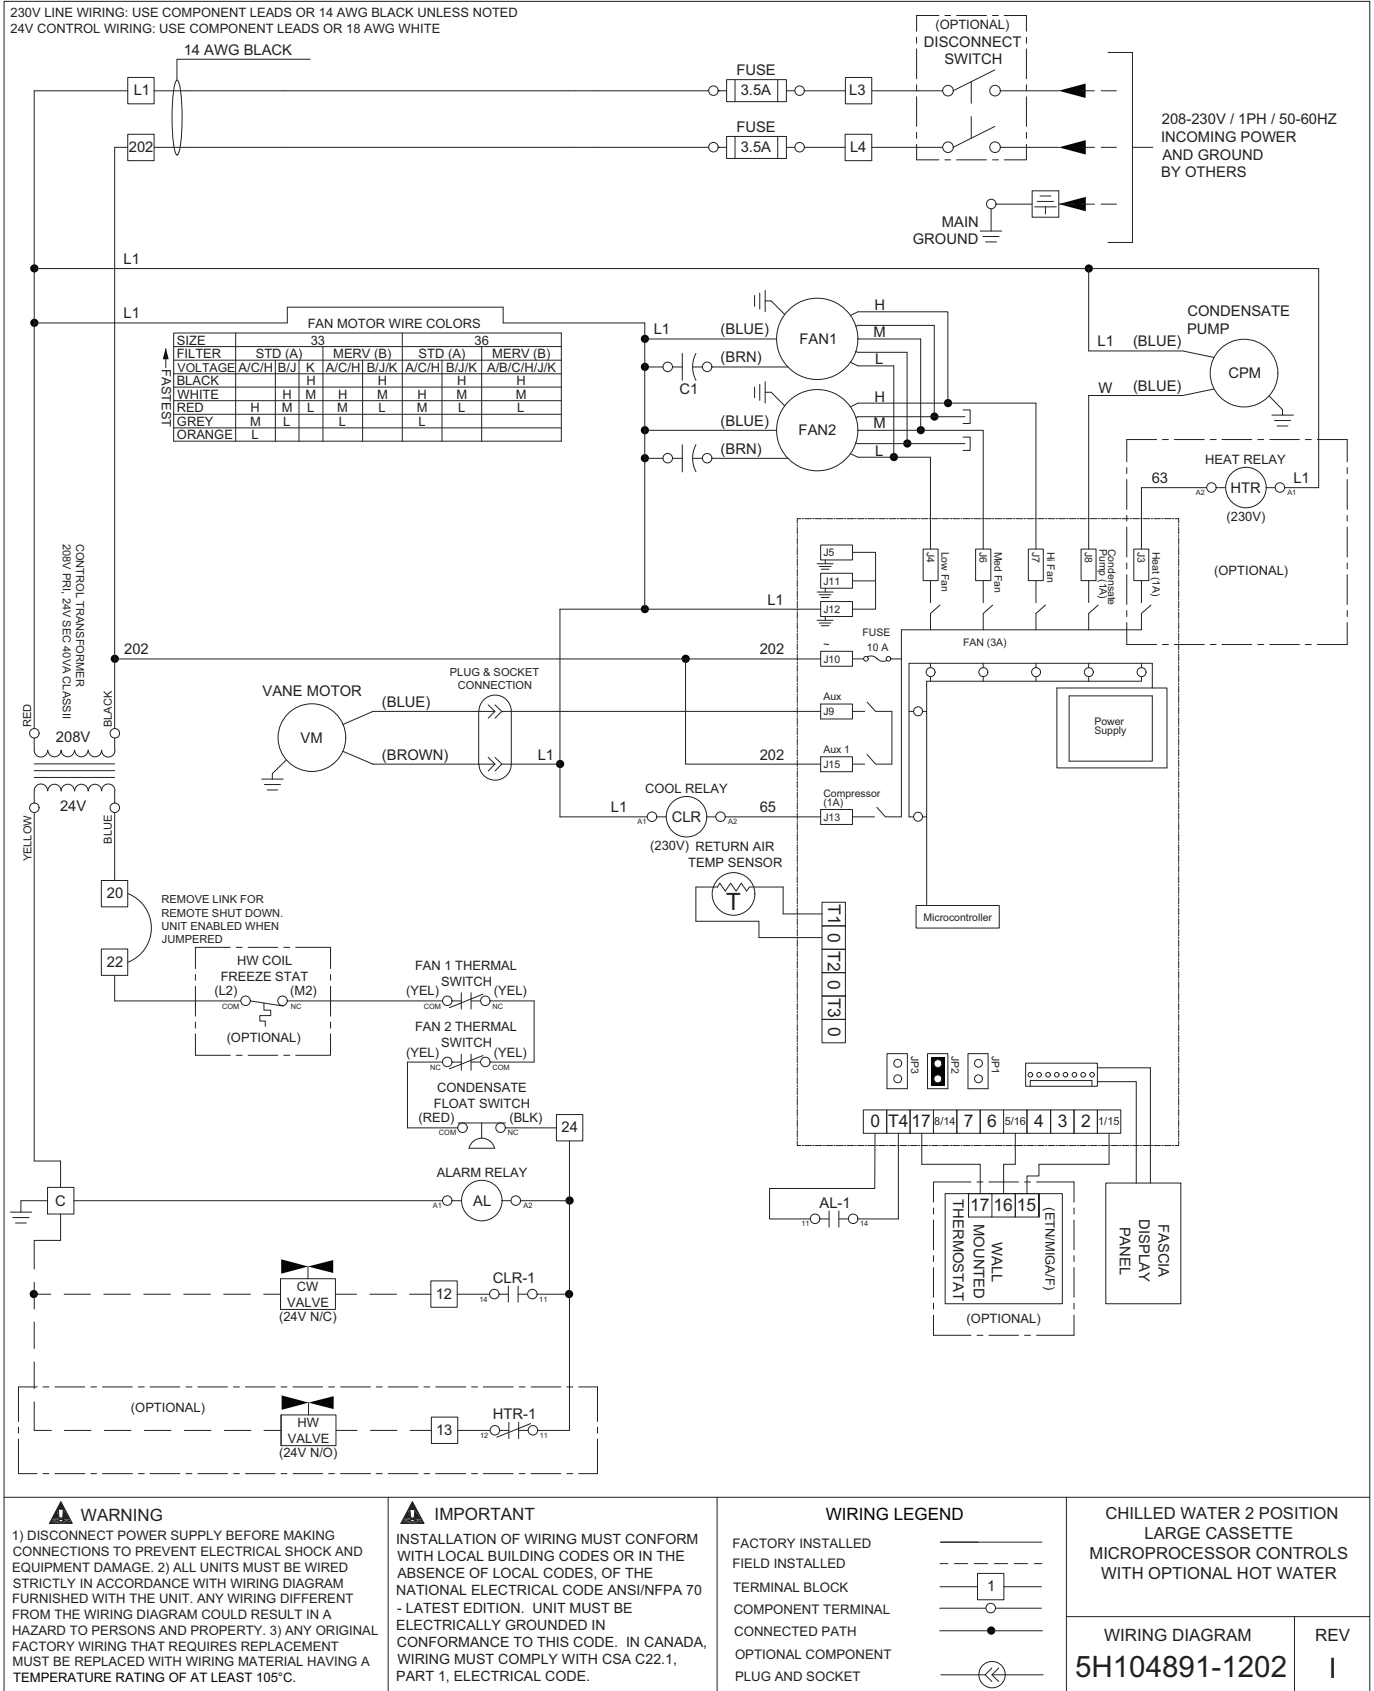 230V LINE WIRING: USE COMPONENT LEADS OR 14 AWG BLACK UNLESS NOTED
24V CONTROL WIRING: USE COMPONENT LEADS OR 18 AWG WHITE
14 AWG BLACK
L1
FUSE
3.5A
L3
(OPTIONAL)
DISCONNECT
SWITCH
202
FUSE
3.5A
L4
208-230V / 1PH / 50-60HZ
INCOMING POWER
AND GROUND
BY OTHERS
MAIN
GROUND
L1
L1
FAN MOTOR WIRE COLORS
SIZE 33 36
FILTER STD (A) MERV (B) STD (A) MERV (B)
VOLTAGE A/C/H B/J K A/C/H B/J/K A/C/H B/J/K A/B/C/H/J/K
BLACK H H H H
WHITE H M H M H M M
RED H M L M L M L L
GREY M L L L
ORANGE L
FASTEST
L1 (BLUE)
(BRN)
C1
FAN1
H
M
L
(BLUE)
(BRN)
FAN2
H
M
L
CONDENSATE
PUMP
L1 (BLUE)
W (BLUE)
CPM
HEAT RELAY
63
A2
HTR
A1
L1
(230V)
(OPTIONAL)
J5
J11
L1
J12
J4
Low Fan
J6
Med Fan
J7
Hi Fan
J8
Condensate
Pump (1A)
J3
Heat (1A)
FAN (3A)
CONTROL TRANSFORMER
208V PRI, 24V SEC 40VA CLASSII
202
202
~
J10
FUSE
10 A
RED
BLACK
208V
24V
YELLOW
BLUE
VANE MOTOR
VM
(BLUE)
(BROWN)
PLUG & SOCKET
CONNECTION
L1
Aux
J9
202
Aux 1
J15
Power
Supply
COOL RELAY
L1
A1
CLR
A2
65
(230V)
Compressor
(1A)
J13
RETURN AIR
TEMP SENSOR
T
T1
0
T2
0
T3
0
Microcontroller
20
REMOVE LINK FOR
REMOTE SHUT DOWN.
UNIT ENABLED WHEN
JUMPERED
22
HW COIL
FREEZE STAT
(L2) (M2)
COM NC
(OPTIONAL)
FAN 1 THERMAL
SWITCH
(YEL) (YEL)
COM NC
FAN 2 THERMAL
SWITCH
(YEL) (YEL)
NC COM
CONDENSATE
FLOAT SWITCH
(RED) (BLK)
COM NC
24
JP3
JP2
JP1
0 T4 17 8/14 7 6 5/16 4 3 2 1/15
C
ALARM RELAY
A1
AL
A2
AL-1
11 14
17 16 15
WALL
MOUNTED
THERMOSTAT
(ETN/MIGA/F)
(OPTIONAL)
FASCIA
DISPLAY
PANEL
CW
VALVE
(24V N/C)
12
CLR-1
14 11
(OPTIONAL)
HW
VALVE
(24V N/O)
13
HTR-1
12 11
WARNING
1) DISCONNECT POWER SUPPLY BEFORE MAKING
CONNECTIONS TO PREVENT ELECTRICAL SHOCK AND
EQUIPMENT DAMAGE. 2) ALL UNITS MUST BE WIRED
STRICTLY IN ACCORDANCE WITH WIRING DIAGRAM
FURNISHED WITH THE UNIT. ANY WIRING DIFFERENT
FROM THE WIRING DIAGRAM COULD RESULT IN A
HAZARD TO PERSONS AND PROPERTY. 3) ANY ORIGINAL
FACTORY WIRING THAT REQUIRES REPLACEMENT
MUST BE REPLACED WITH WIRING MATERIAL HAVING A
TEMPERATURE RATING OF AT LEAST 105°C.
IMPORTANT
INSTALLATION OF WIRING MUST CONFORM
WITH LOCAL BUILDING CODES OR IN THE
ABSENCE OF LOCAL CODES, OF THE
NATIONAL ELECTRICAL CODE ANSI/NFPA 70
- LATEST EDITION. UNIT MUST BE
ELECTRICALLY GROUNDED IN
CONFORMANCE TO THIS CODE. IN CANADA,
WIRING MUST COMPLY WITH CSA C22.1,
PART 1, ELECTRICAL CODE.
WIRING LEGEND
FACTORY INSTALLED
FIELD INSTALLED
TERMINAL BLOCK 1
COMPONENT TERMINAL
CONNECTED PATH
OPTIONAL COMPONENT
PLUG AND SOCKET
CHILLED WATER 2 POSITION
LARGE CASSETTE
MICROPROCESSOR CONTROLS
WITH OPTIONAL HOT WATER
WIRING DIAGRAM
5H104891-1202
REV
I